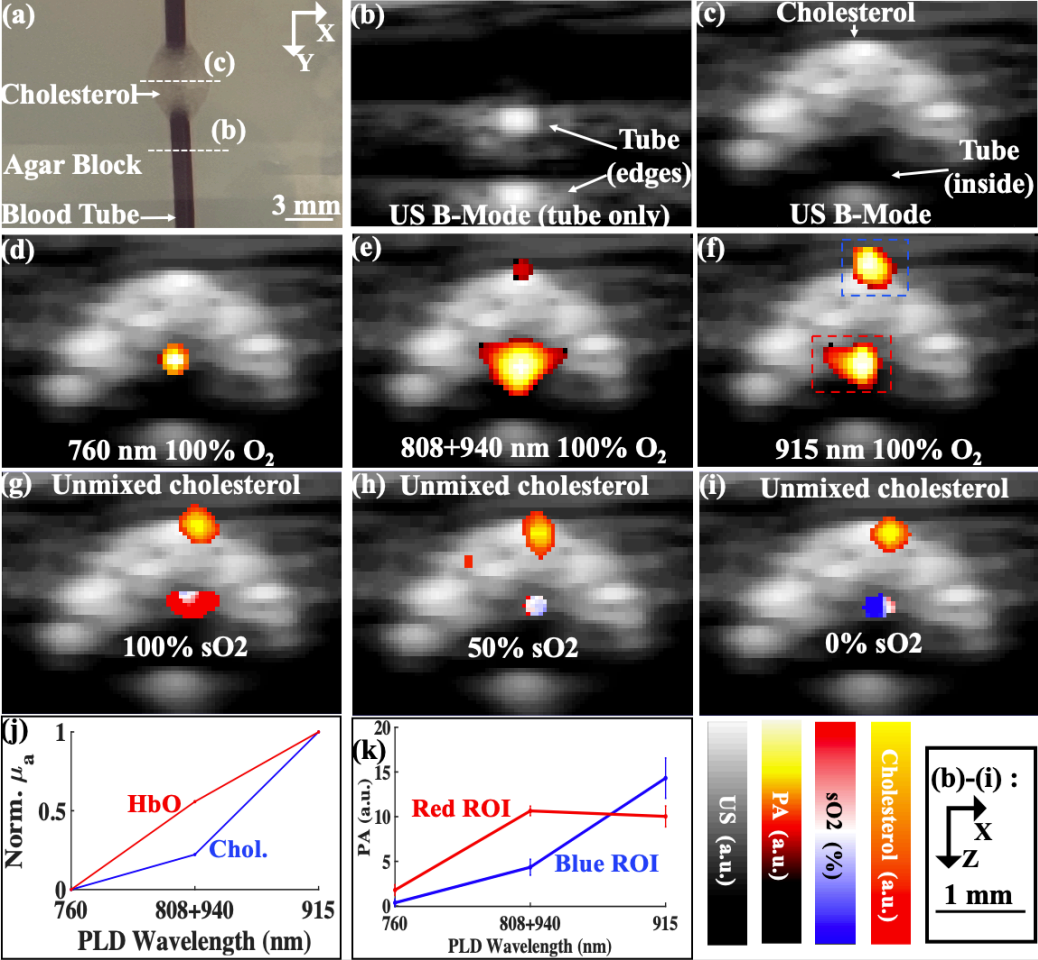 (a)
X
Y
(c)
Cholesterol
(b)
Agar Block
Blood Tube
3 mm
(b)
Tube
(edges)
US B-Mode (tube only)
(c)
Cholesterol
Tube
(inside)
US B-Mode
(d)
760 nm 100% O2
(e)
808+940 nm 100% O2
(f)
915 nm 100% O2
(g)
Unmixed cholesterol
100% sO2
(h)
Unmixed cholesterol
50% sO2
(i)
Unmixed cholesterol
0% sO2
(j)
Norm. μa
1
0.5
0
HbO
Chol.
760
808+940
915
PLD Wavelength (nm)
(k)
PA (a.u.)
20
15
10
5
0
Red ROI
Blue ROI
760
808+940
915
PLD Wavelength (nm)
US (a.u.)
PA (a.u.)
sO2 (%)
Cholesterol (a.u.)
(b)-(i) :
X
Z
1 mm